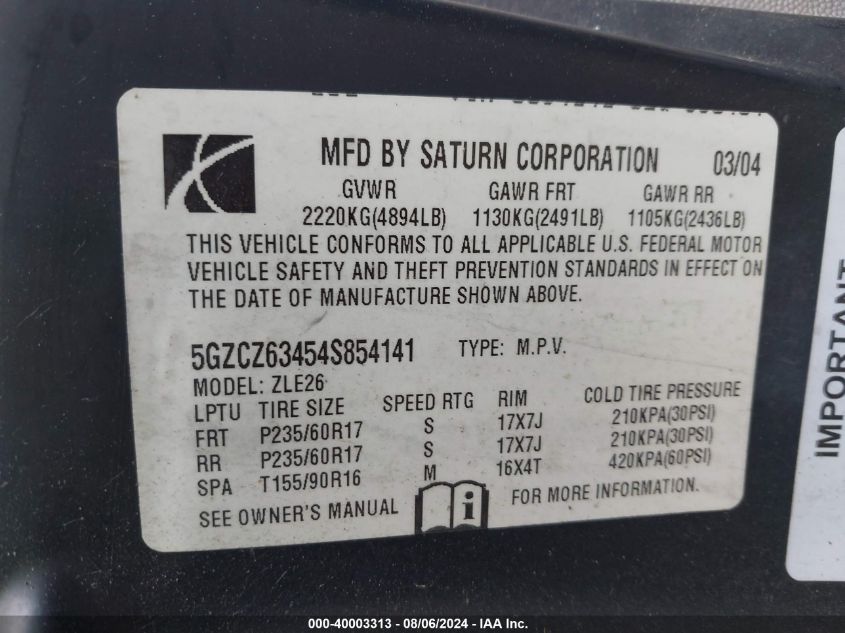 MFD BY SATURN CORPORATION 03/04
GVWR GAWR FRT GAWR RR
2220KG(4894LB) 1130KG(2491LB) 1105KG(2436LB)
THIS VEHICLE CONFORMS TO ALL APPLICABLE U.S. FEDERAL MOTOR
VEHICLE SAFETY AND THEFT PREVENTION STANDARDS IN EFFECT ON
THE DATE OF MANUFACTURE SHOWN ABOVE.
5GZCZ63454S854141 TYPE: M.P.V.
MODEL: ZLE26
LPTU TIRE SIZE SPEED RTG RIM COLD TIRE PRESSURE
FRT P235/60R17 S 17X7J 210KPA(30PSI)
RR P235/60R17 S 17X7J 210KPA(30PSI)
SPA T155/90R16 M 16X4T 420KPA(60PSI)
SEE OWNER'S MANUAL i FOR MORE INFORMATION.
IMPORTANT
000-40003313 - 08/06/2024 - IAA Inc.